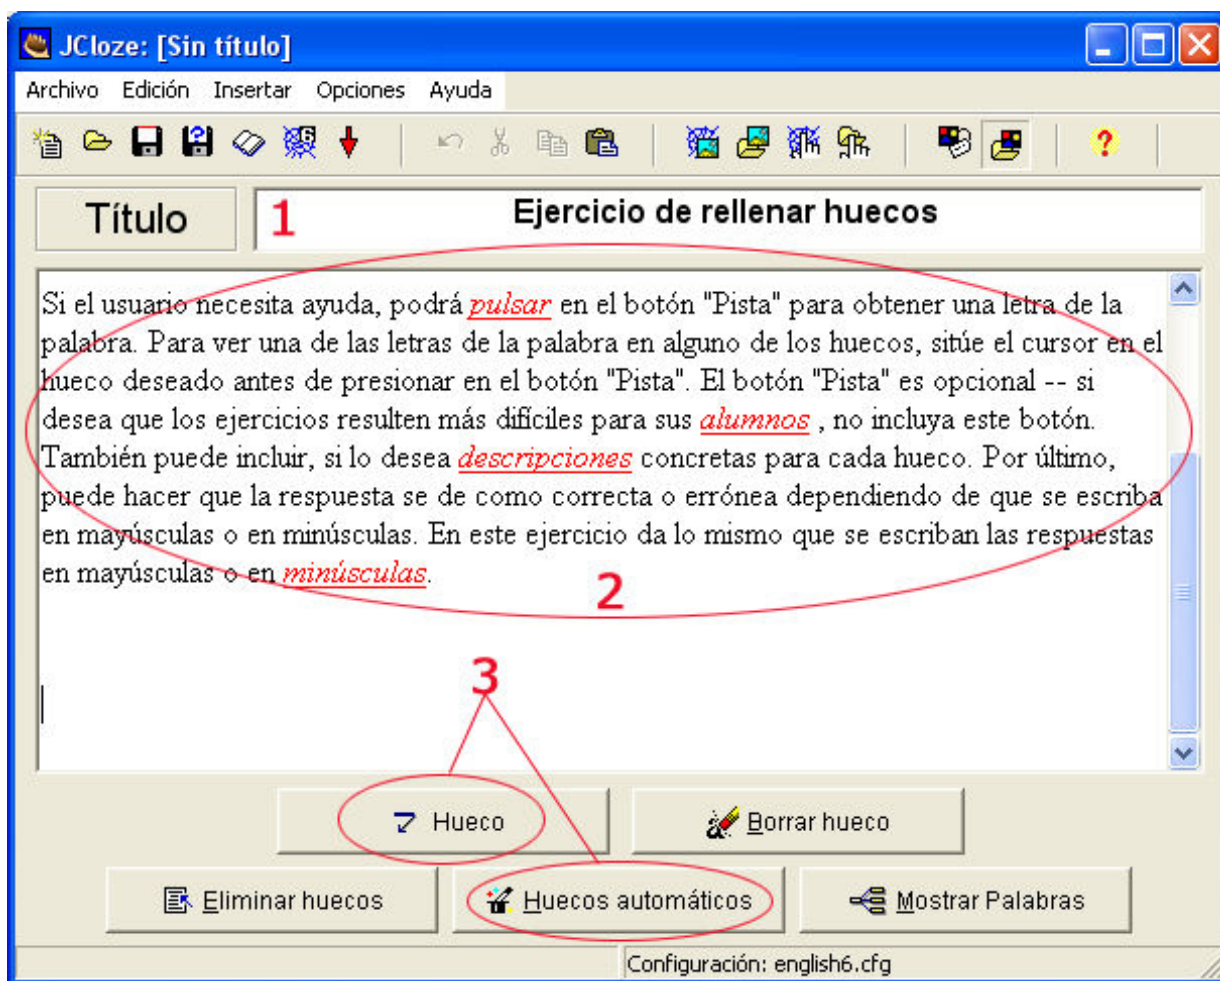 JCloze: [Sin título]
Archivo Edición Insertar Opciones Ayuda
Título 1 Ejercicio de rellenar huecos
Si el usuario necesita ayuda, podrá pulsar en el botón "Pista" para obtener una letra de la
palabra. Para ver una de las letras de la palabra en alguno de los huecos, sitúe el cursor en el
hueco deseado antes de presionar en el botón "Pista". El botón "Pista" es opcional -- si
desea que los ejercicios resulten más difíciles para sus alumnos , no incluya este botón.
También puede incluir, si lo desea descripciones concretas para cada hueco. Por último,
puede hacer que la respuesta se de como correcta o errónea dependiendo de que se escriba
en mayúsculas o en minúsculas. En este ejercicio da lo mismo que se escriban las respuestas
en mayúsculas o en minúsculas.
2
3
Hueco Borrar hueco
Eliminar huecos Huecos automáticos Mostrar Palabras
Configuración: english6.cfg